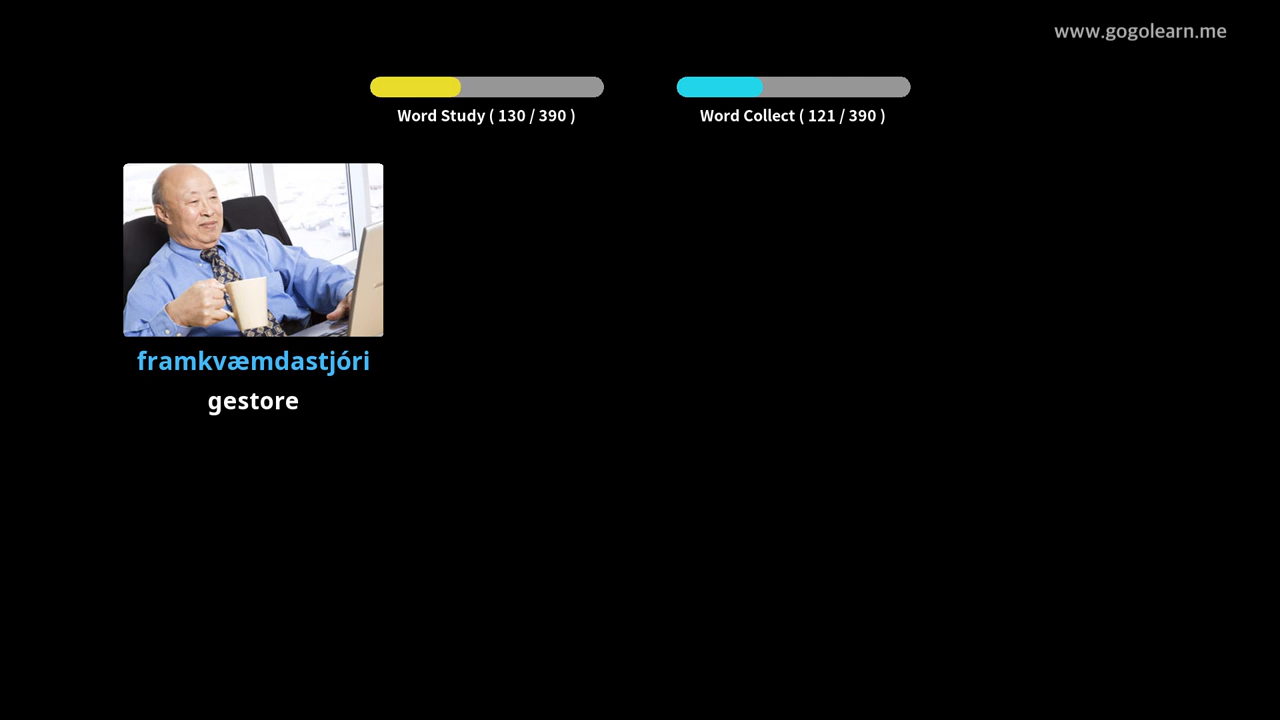 www.gogolearn.me
Word Study ( 130 / 390 )
Word Collect ( 121 / 390 )
framkvæmdastjóri
gestore